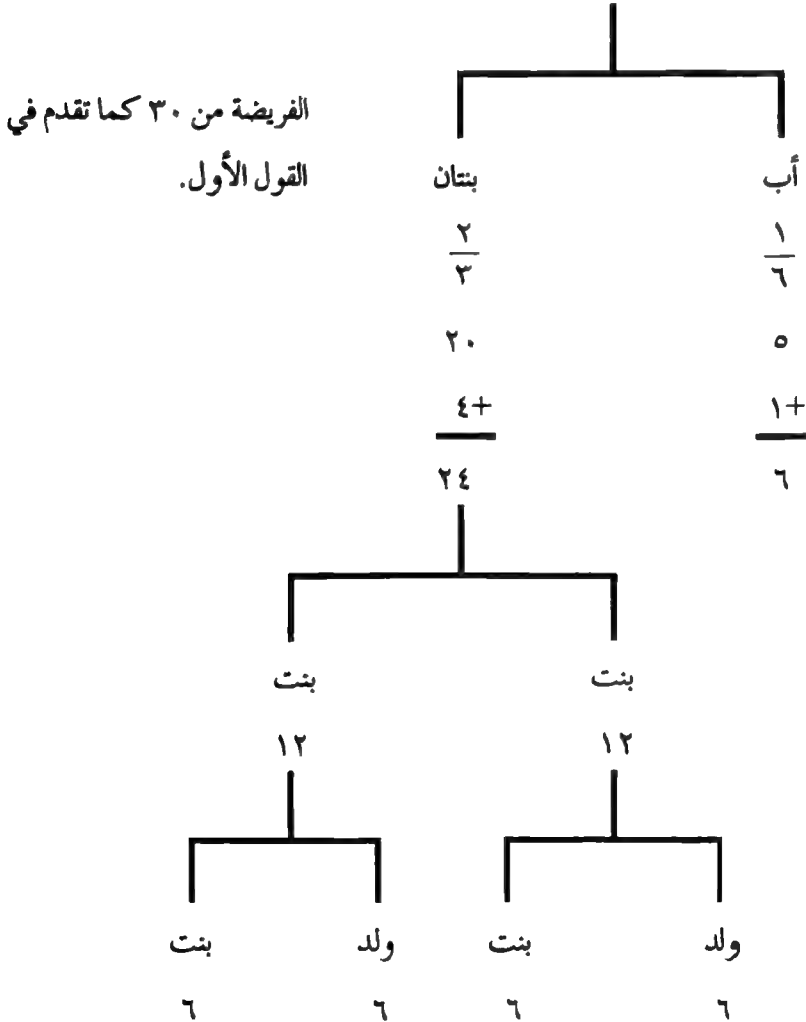 الفريضة من ٣٠ كما تقدم في
القول الأول.
أب بنتان
١/٦ ٢/٣
٥ ٢٠
+١ +٤
٦ ٢٤
بنت بنت
١٢ ١٢
ولد بنت ولد بنت
٦ ٦ ٦ ٦